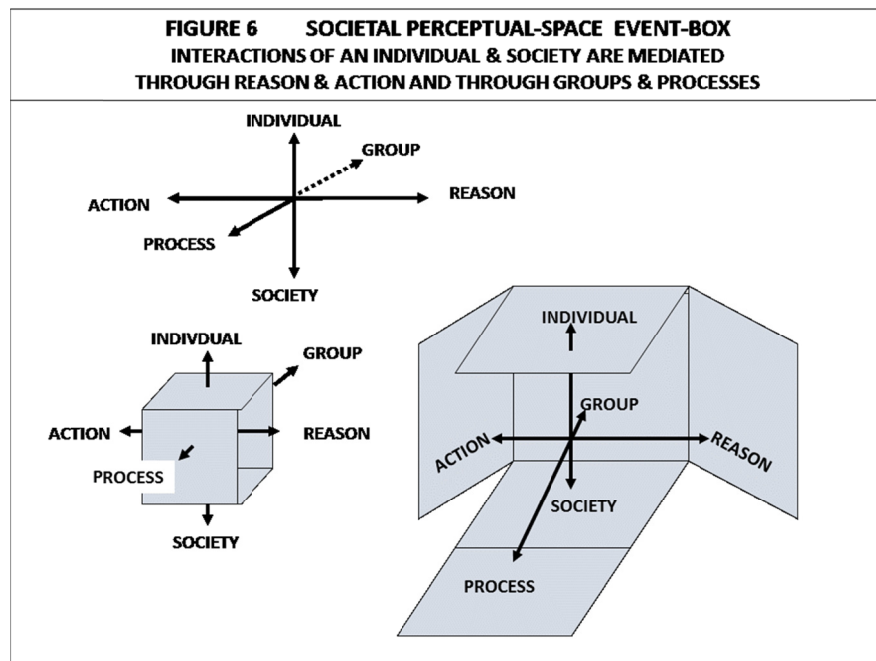 FIGURE 6 SOCIETAL PERCEPTUAL-SPACE EVENT-BOX
INTERACTIONS OF AN INDIVIDUAL & SOCIETY ARE MEDIATED
THROUGH REASON & ACTION AND THROUGH GROUPS & PROCESSES
INDIVIDUAL
GROUP
ACTION
REASON
PROCESS
SOCIETY
INDIVDUAL
GROUP
ACTION
REASON
PROCESS
SOCIETY
INDIVIDUAL
GROUP
ACTION
REASON
SOCIETY
PROCESS